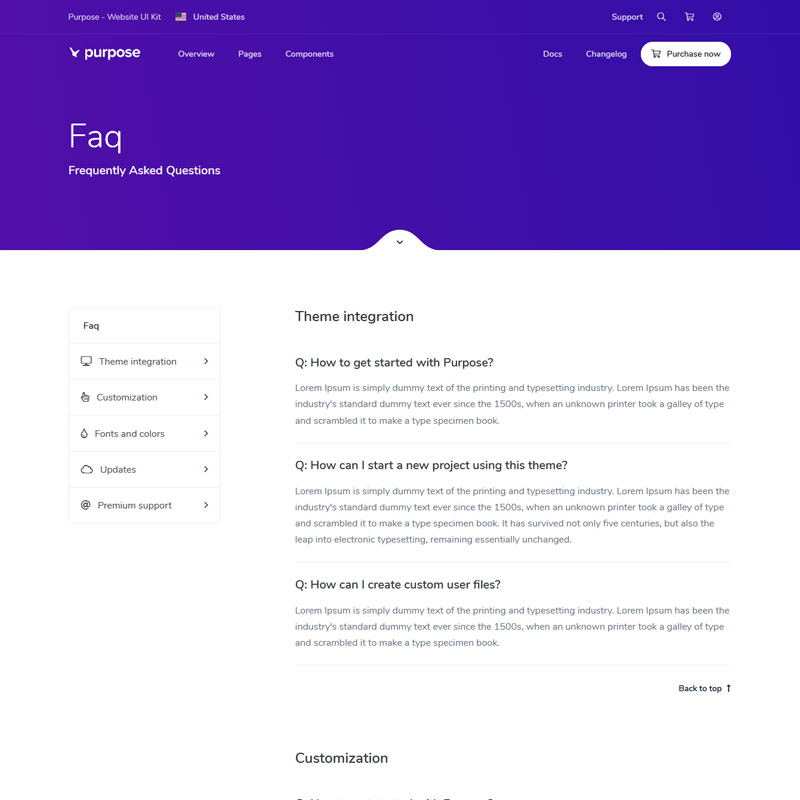 Purpose - Website UI Kit United States Support
purpose Overview Pages Components Docs Changelog Purchase now
Faq
Frequently Asked Questions
Faq
Theme integration
Customization
Fonts and colors
Updates
Premium support
Theme integration
Q: How to get started with Purpose?
Lorem Ipsum is simply dummy text of the printing and typesetting industry. Lorem Ipsum has been the
industry's standard dummy text ever since the 1500s, when an unknown printer took a galley of type
and scrambled it to make a type specimen book.
Q: How can I start a new project using this theme?
Lorem Ipsum is simply dummy text of the printing and typesetting industry. Lorem Ipsum has been the
industry's standard dummy text ever since the 1500s, when an unknown printer took a galley of type
and scrambled it to make a type specimen book. It has survived not only five centuries, but also the
leap into electronic typesetting, remaining essentially unchanged.
Q: How can I create custom user files?
Lorem Ipsum is simply dummy text of the printing and typesetting industry. Lorem Ipsum has been the
industry's standard dummy text ever since the 1500s, when an unknown printer took a galley of type
and scrambled it to make a type specimen book.
Back to top
Customization